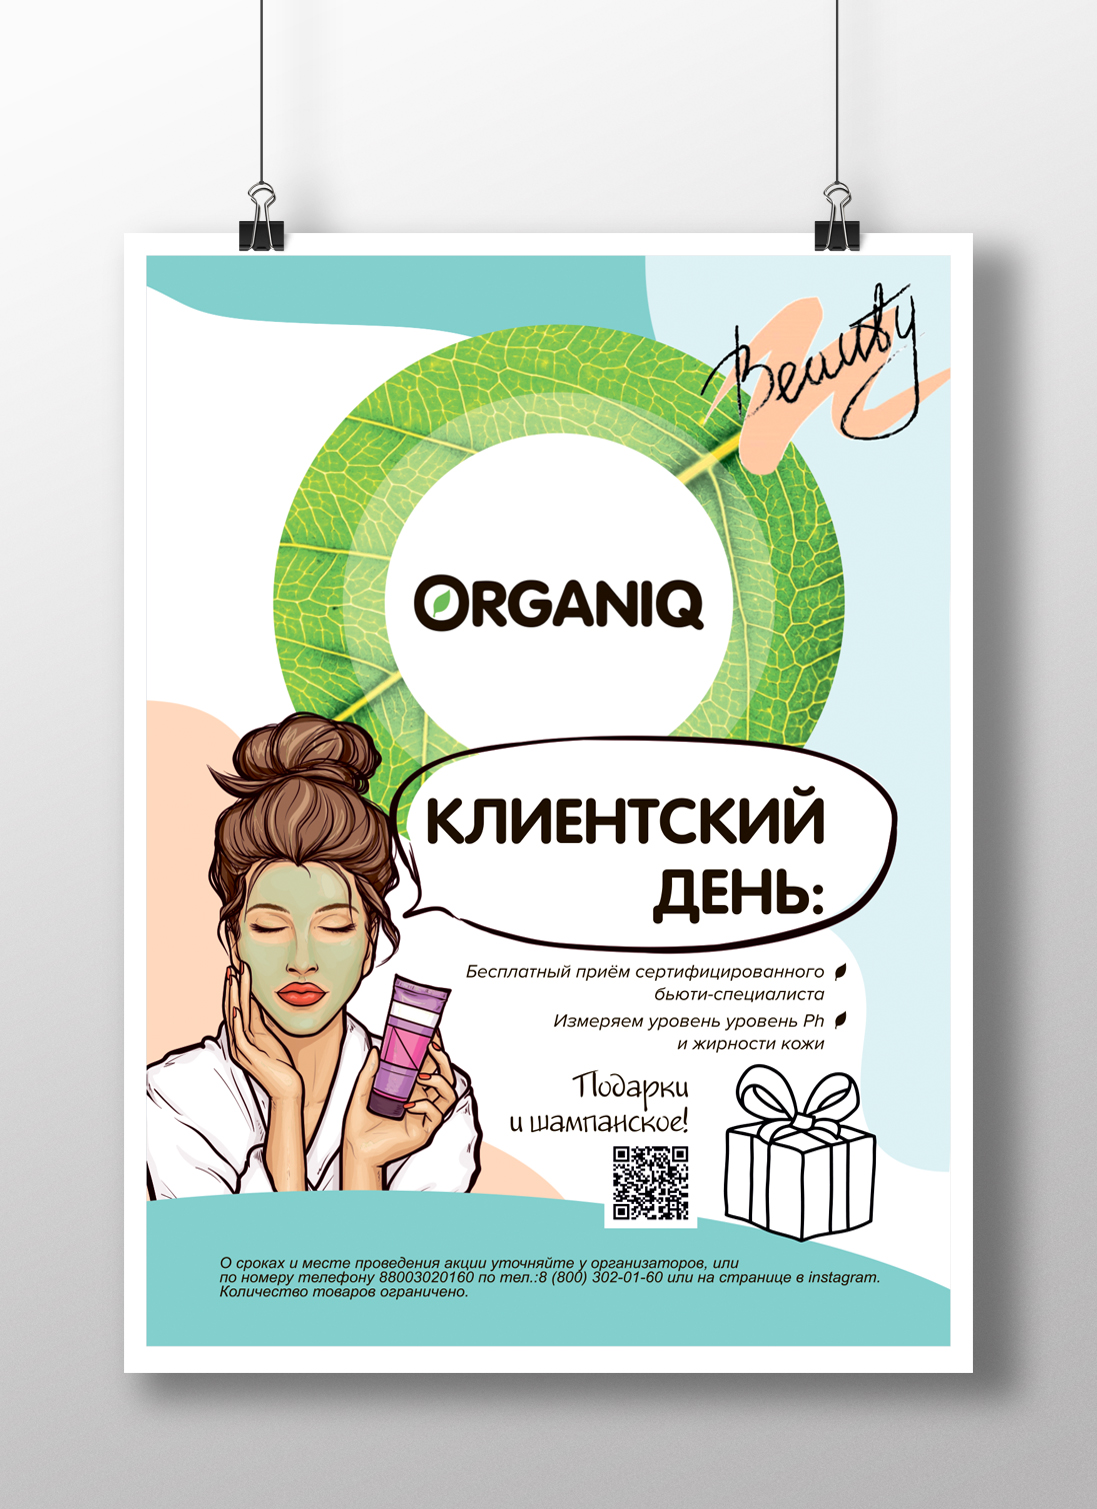 Beauty
ORGANIQ
КЛИЕНТСКИЙ
ДЕНЬ:
Бесплатный приём сертифицированного
бьюти-специалиста
Измеряем уровень уровень Ph
и жирности кожи
Подарки
и шампанское!
О сроках и месте проведения акции уточняйте у организаторов, или
по номеру телефону 88003020160 по тел.:8 (800) 302-01-60 или на странице в instagram.
Количество товаров ограничено.